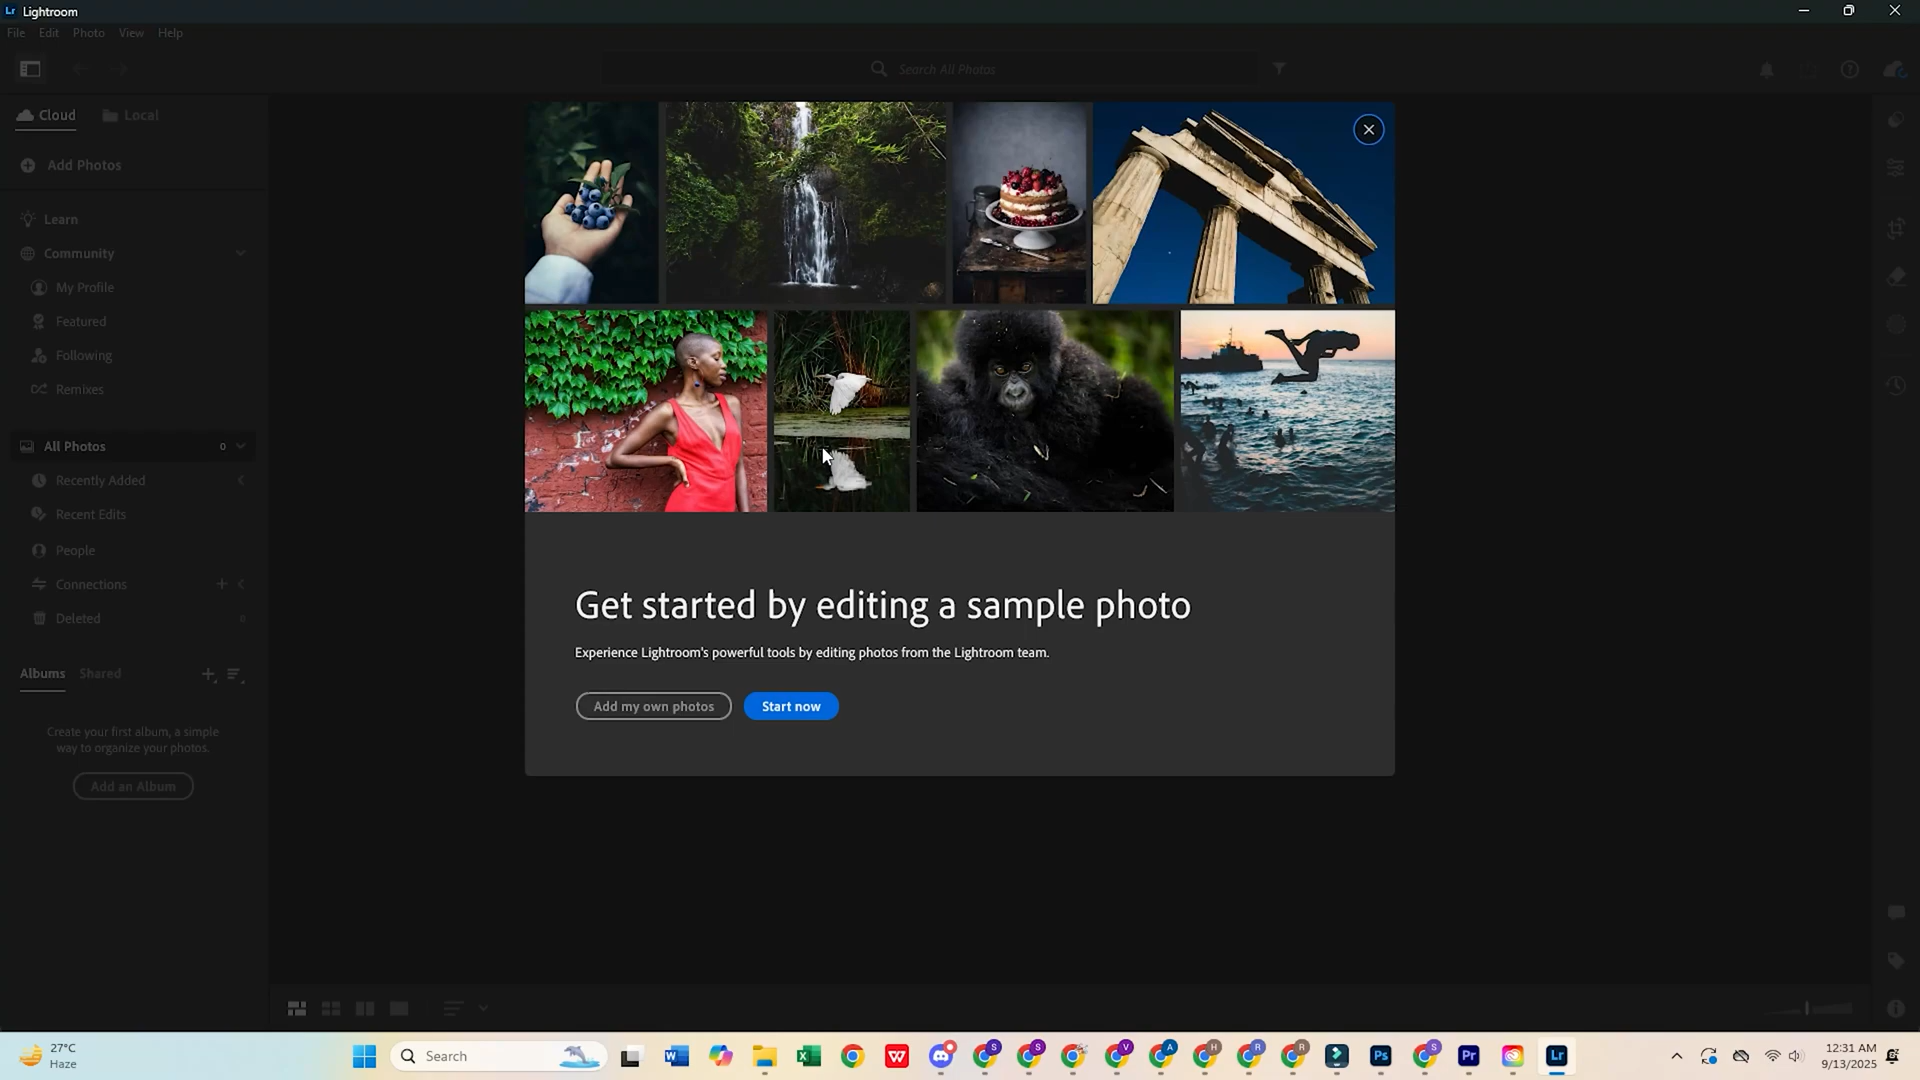 Lr Lightroom
File Edit Photo View Help
Search All Photos
Cloud Local
Add Photos
Learn
Community
My Profile
Featured
Following
Remixes
All Photos 0
Recently Added
Recent Edits
People
Connections
Deleted 0
Albums Shared
Create your first album, a simple
way to organize your photos.
Add an Album
Get started by editing a sample photo
Experience Lightroom's powerful tools by editing photos from the Lightroom team.
Add my own photos Start now
27°C
Haze
Search
W
S S V A H R R Ps S Pr Lr
12:31 AM
9/13/2025